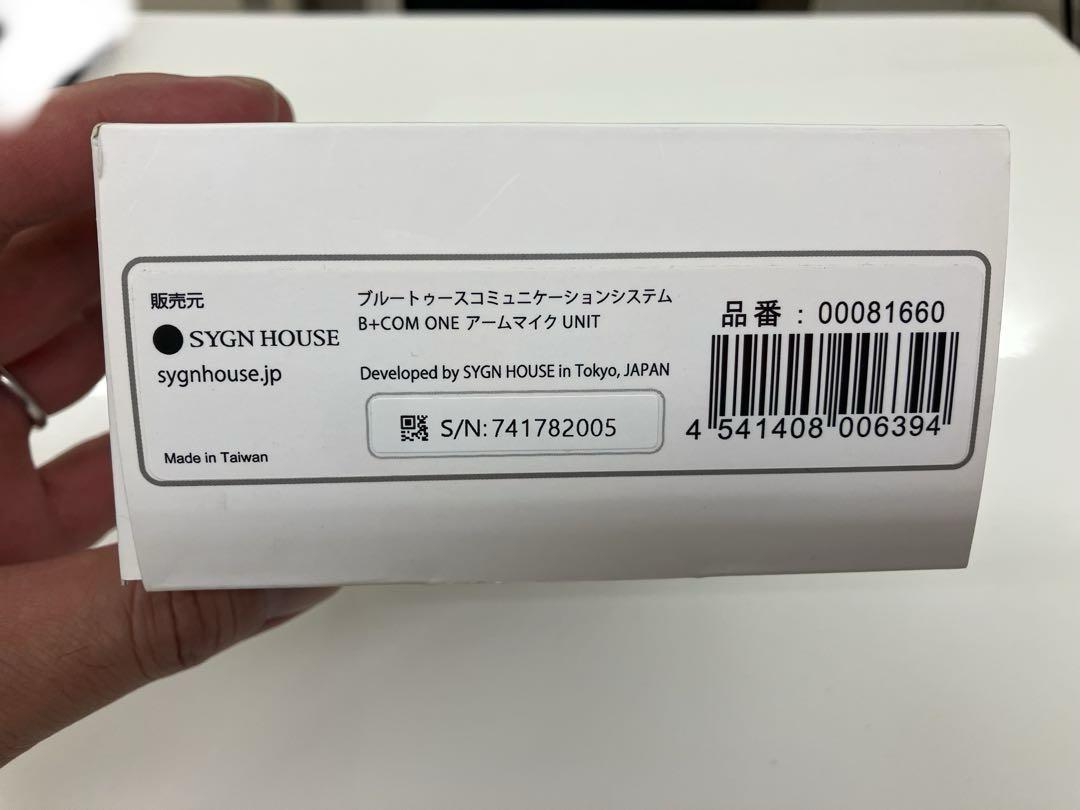 販売元
SYGN HOUSE
sygnhouse.jp
Made in Taiwan
ブルートゥースコミュニケーションシステム
B+COM ONE アームマイク UNIT
Developed by SYGN HOUSE in Tokyo, JAPAN
S/N: 741782005
品番 : 00081660
4 541408 006394